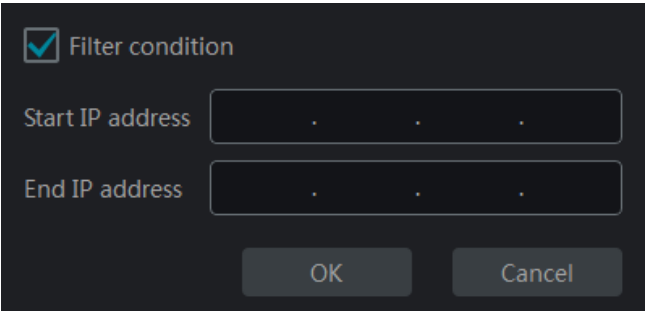 Filter condition
Start IP address . . .
End IP address . . .
OK Cancel